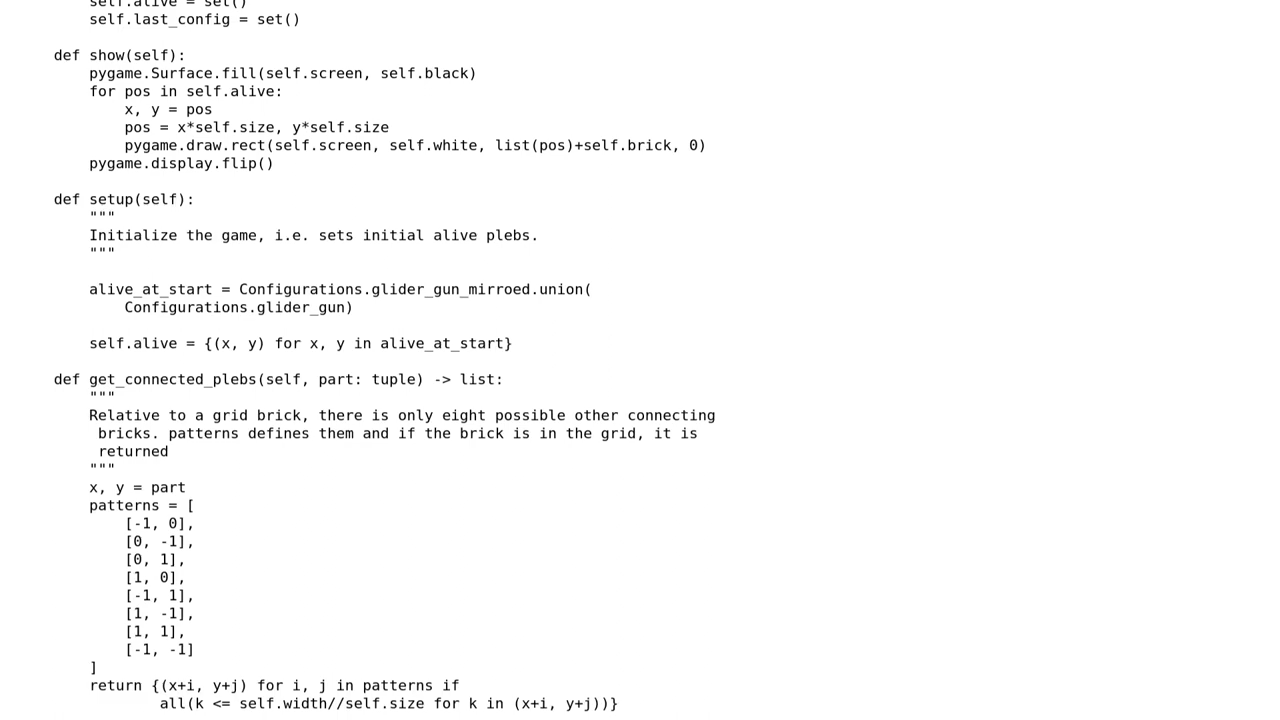 self.alive = set()
        self.last_config = set()

    def show(self):
        pygame.Surface.fill(self.screen, self.black)
        for pos in self.alive:
            x, y = pos
            pos = x*self.size, y*self.size
            pygame.draw.rect(self.screen, self.white, list(pos)+self.brick, 0)
        pygame.display.flip()

    def setup(self):
        """
        Initialize the game, i.e. sets initial alive plebs.
        """

        alive_at_start = Configurations.glider_gun_mirroed.union(
            Configurations.glider_gun)

        self.alive = {(x, y) for x, y in alive_at_start}

    def get_connected_plebs(self, part: tuple) -> list:
        """
        Relative to a grid brick, there is only eight possible other connecting
         bricks. patterns defines them and if the brick is in the grid, it is
         returned
        """
        x, y = part
        patterns = [
            [-1, 0],
            [0, -1],
            [0, 1],
            [1, 0],
            [-1, 1],
            [1, -1],
            [1, 1],
            [-1, -1]
        ]
        return {(x+i, y+j) for i, j in patterns if
                all(k <= self.width//self.size for k in (x+i, y+j))}